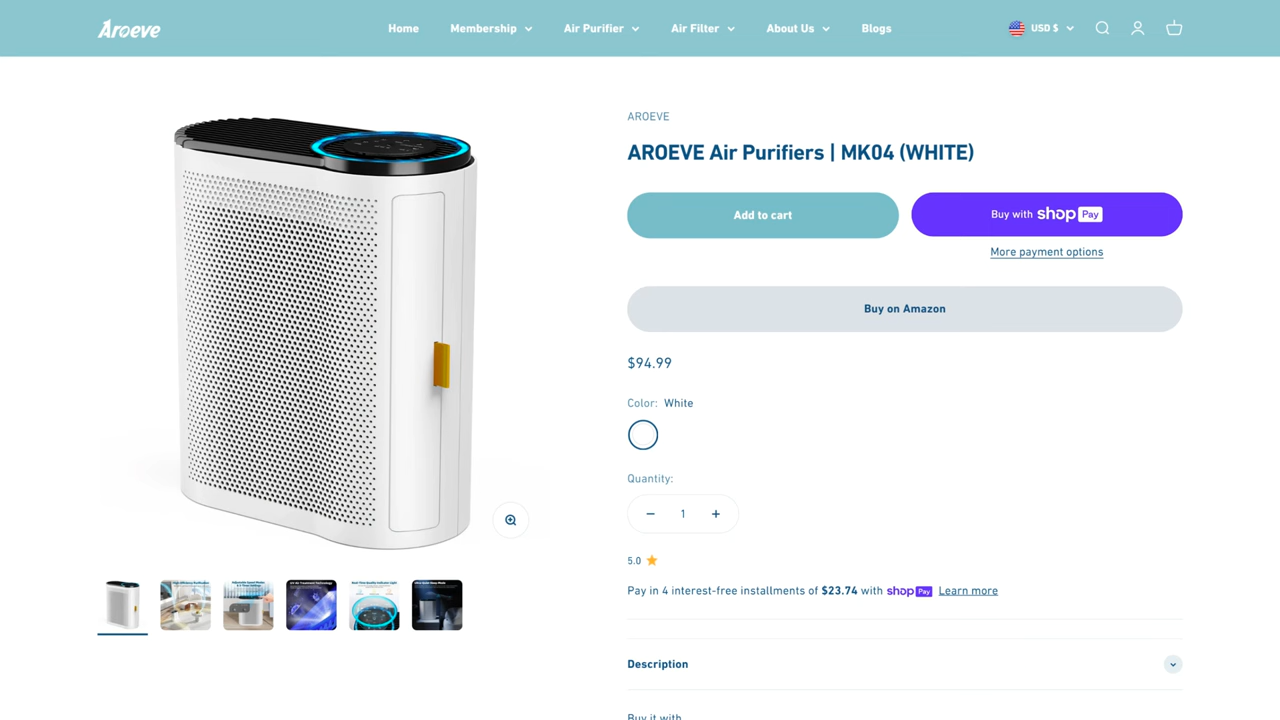 Aroeve
Home
Membership
Air Purifier
Air Filter
About Us
Blogs
USD $
AROEVE
AROEVE Air Purifiers | MK04 (WHITE)
Add to cart
Buy with shop Pay
More payment options
Buy on Amazon
$94.99
Color: White
Quantity:
1
5.0
Pay in 4 interest-free installments of $23.74 with shop Pay Learn more
Description
Buy it with